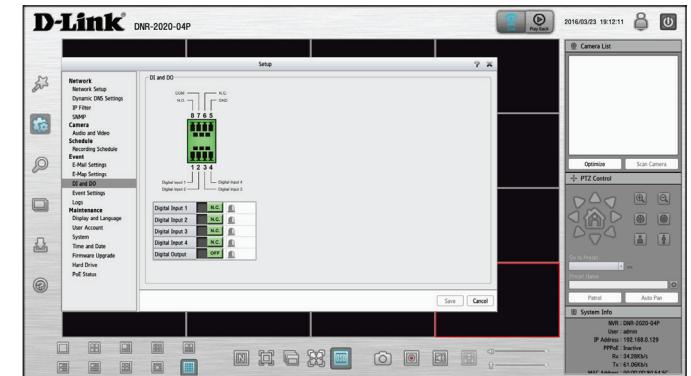 D-Link® DNR-2020-04P
Play Back
2016/03/23 19:12:11
Setup
? ×
Network
Network Setup
Dynamic DNS Settings
IP Filter
SNMP
Camera
Audio and Video
Schedule
Recording Schedule
Event
E-Mail Settings
E-Map Settings
DI and DO
Event Settings
Logs
Maintenance
Display and Language
User Account
System
Time and Date
Firmware Upgrade
Hard Drive
PoE Status
DI and DO
COM N.C.
N.O. GND
8 7 6 5
1 2 3 4
Digital Input 1 Digital Input 4
Digital Input 2 Digital Input 3
Digital Input 1 N.C.
Digital Input 2 N.C.
Digital Input 3 N.C.
Digital Input 4 N.C.
Digital Output OFF
Save Cancel
Camera List
Optimize Scan Camera
PTZ Control
Go to Preset
Preset Name
Patrol Auto Pan
System Info
NVR : DNR-2020-04P
User : admin
IP Address : 192.168.0.129
PPPoE : Inactive
Rx : 34.28Kb/s
Tx : 61.06Kb/s